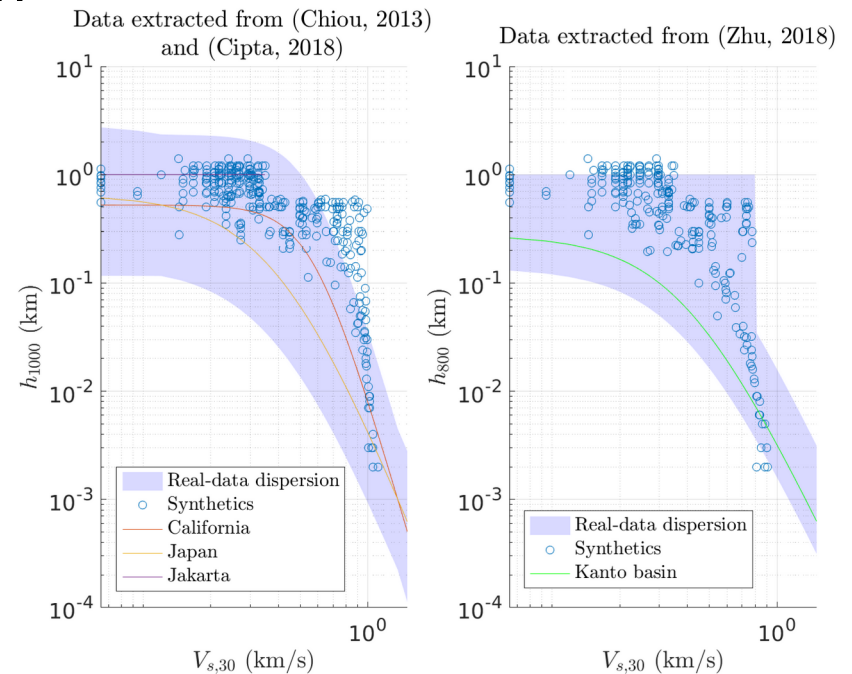 Data extracted from (Chiou, 2013)
and (Cipta, 2018)
10^1
10^0
10^-1
10^-2
10^-3
10^-4
h_1000 (km)
Real-data dispersion
Synthetics
California
Japan
Jakarta
10^0
V_s,30 (km/s)
Data extracted from (Zhu, 2018)
10^1
10^0
10^-1
10^-2
10^-3
10^-4
h_800 (km)
Real-data dispersion
Synthetics
Kanto basin
10^0
V_s,30 (km/s)